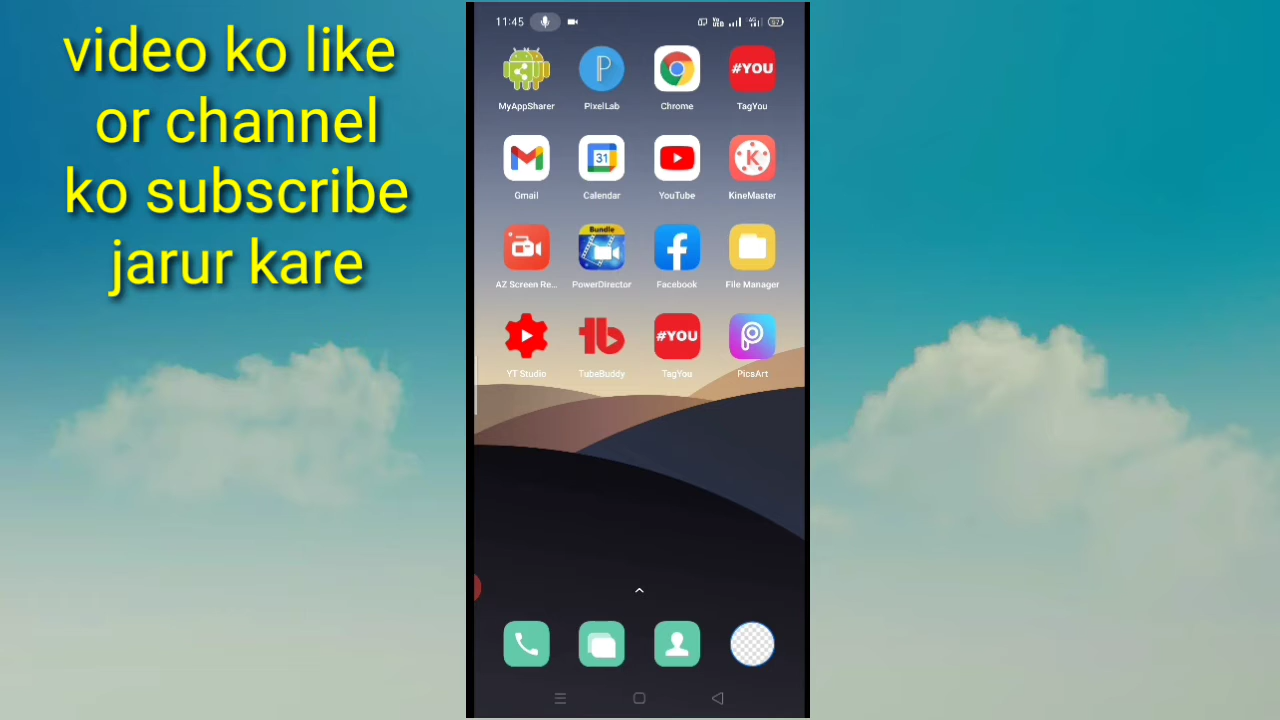 video ko like
or channel
ko subscribe
jarur kare
11:45
MyAppSharer PixelLab Chrome #YOU TagYou
Gmail 31 Calendar YouTube KineMaster
AZ Screen Re... Bundle PowerDirector Facebook File Manager
YT Studio TubeBuddy #YOU TagYou PicsArt